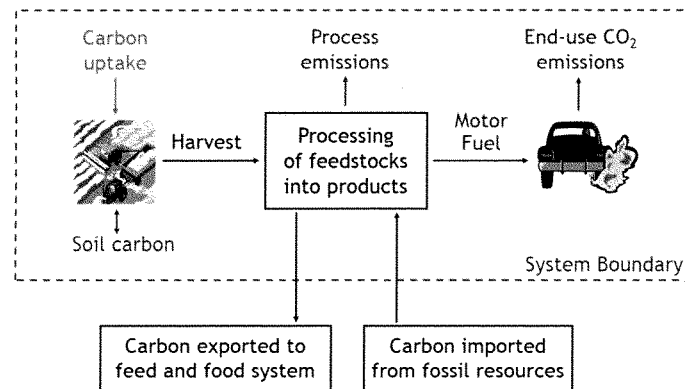 Carbon
uptake
Process
emissions
End-use CO₂
emissions
Harvest
Processing
of feedstocks
into products
Motor
Fuel
Soil carbon
System Boundary
Carbon exported to
feed and food system
Carbon imported
from fossil resources